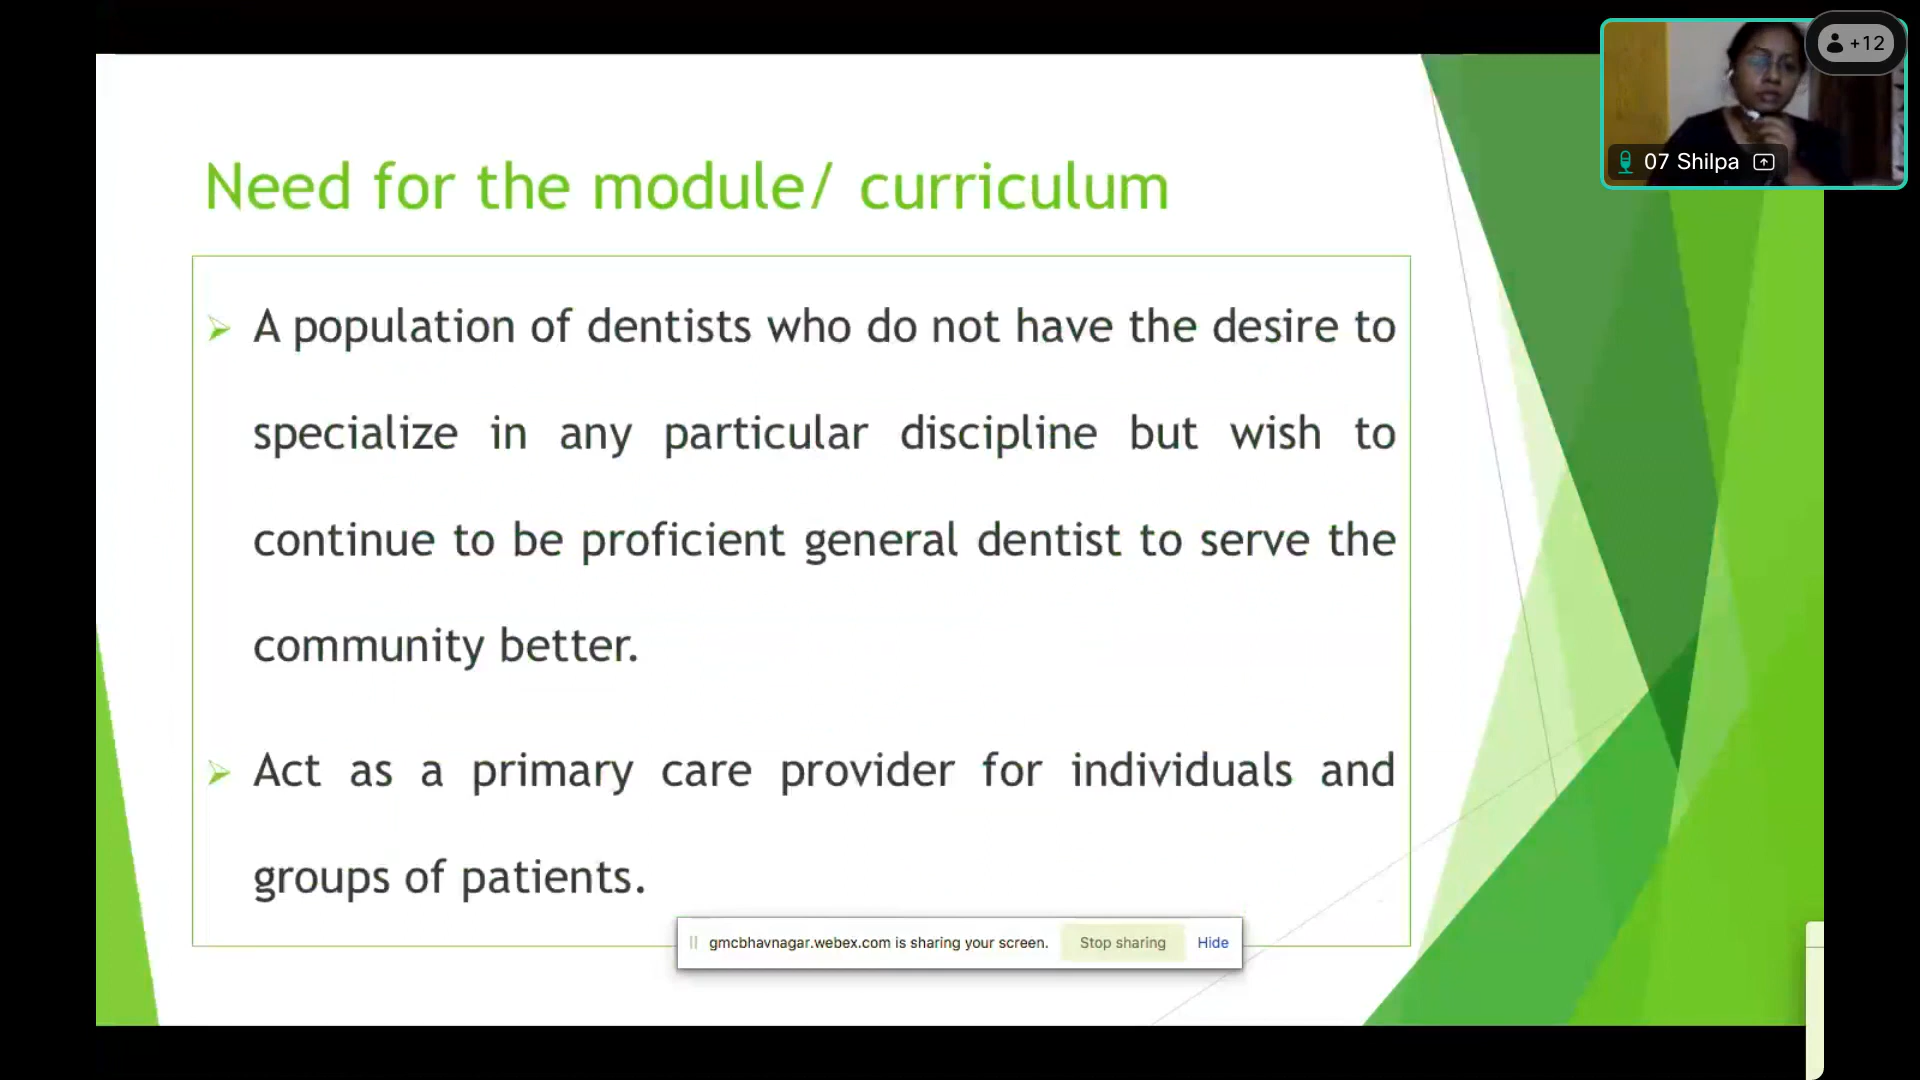 +12
07 Shilpa
Need for the module/ curriculum
A population of dentists who do not have the desire to
specialize in any particular discipline but wish to
continue to be proficient general dentist to serve the
community better.
Act as a primary care provider for individuals and
groups of patients.
gmcbhavnagar.webex.com is sharing your screen. Stop sharing Hide